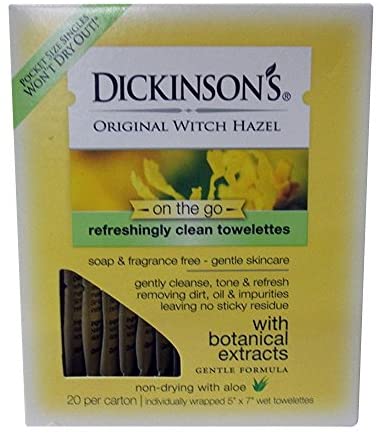 POCKET SIZE SINGLES
WON'T DRY OUT!
DICKINSON'S®
ORIGINAL WITCH HAZEL
on the go
refreshingly clean towelettes
soap & fragrance free - gentle skincare
gently cleanse, tone & refresh
removing dirt, oil & impurities
leaving no sticky residue
with
botanical
extracts
GENTLE FORMULA
non-drying with aloe
20 per carton | individually wrapped 5" x 7" wet towelettes